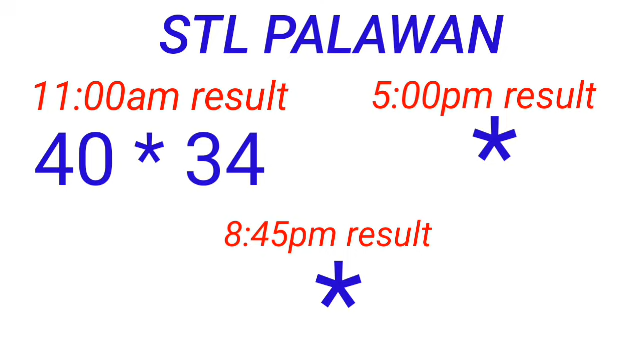 STL PALAWAN
11:00am result
40 * 34
5:00pm result
*
8:45pm result
*